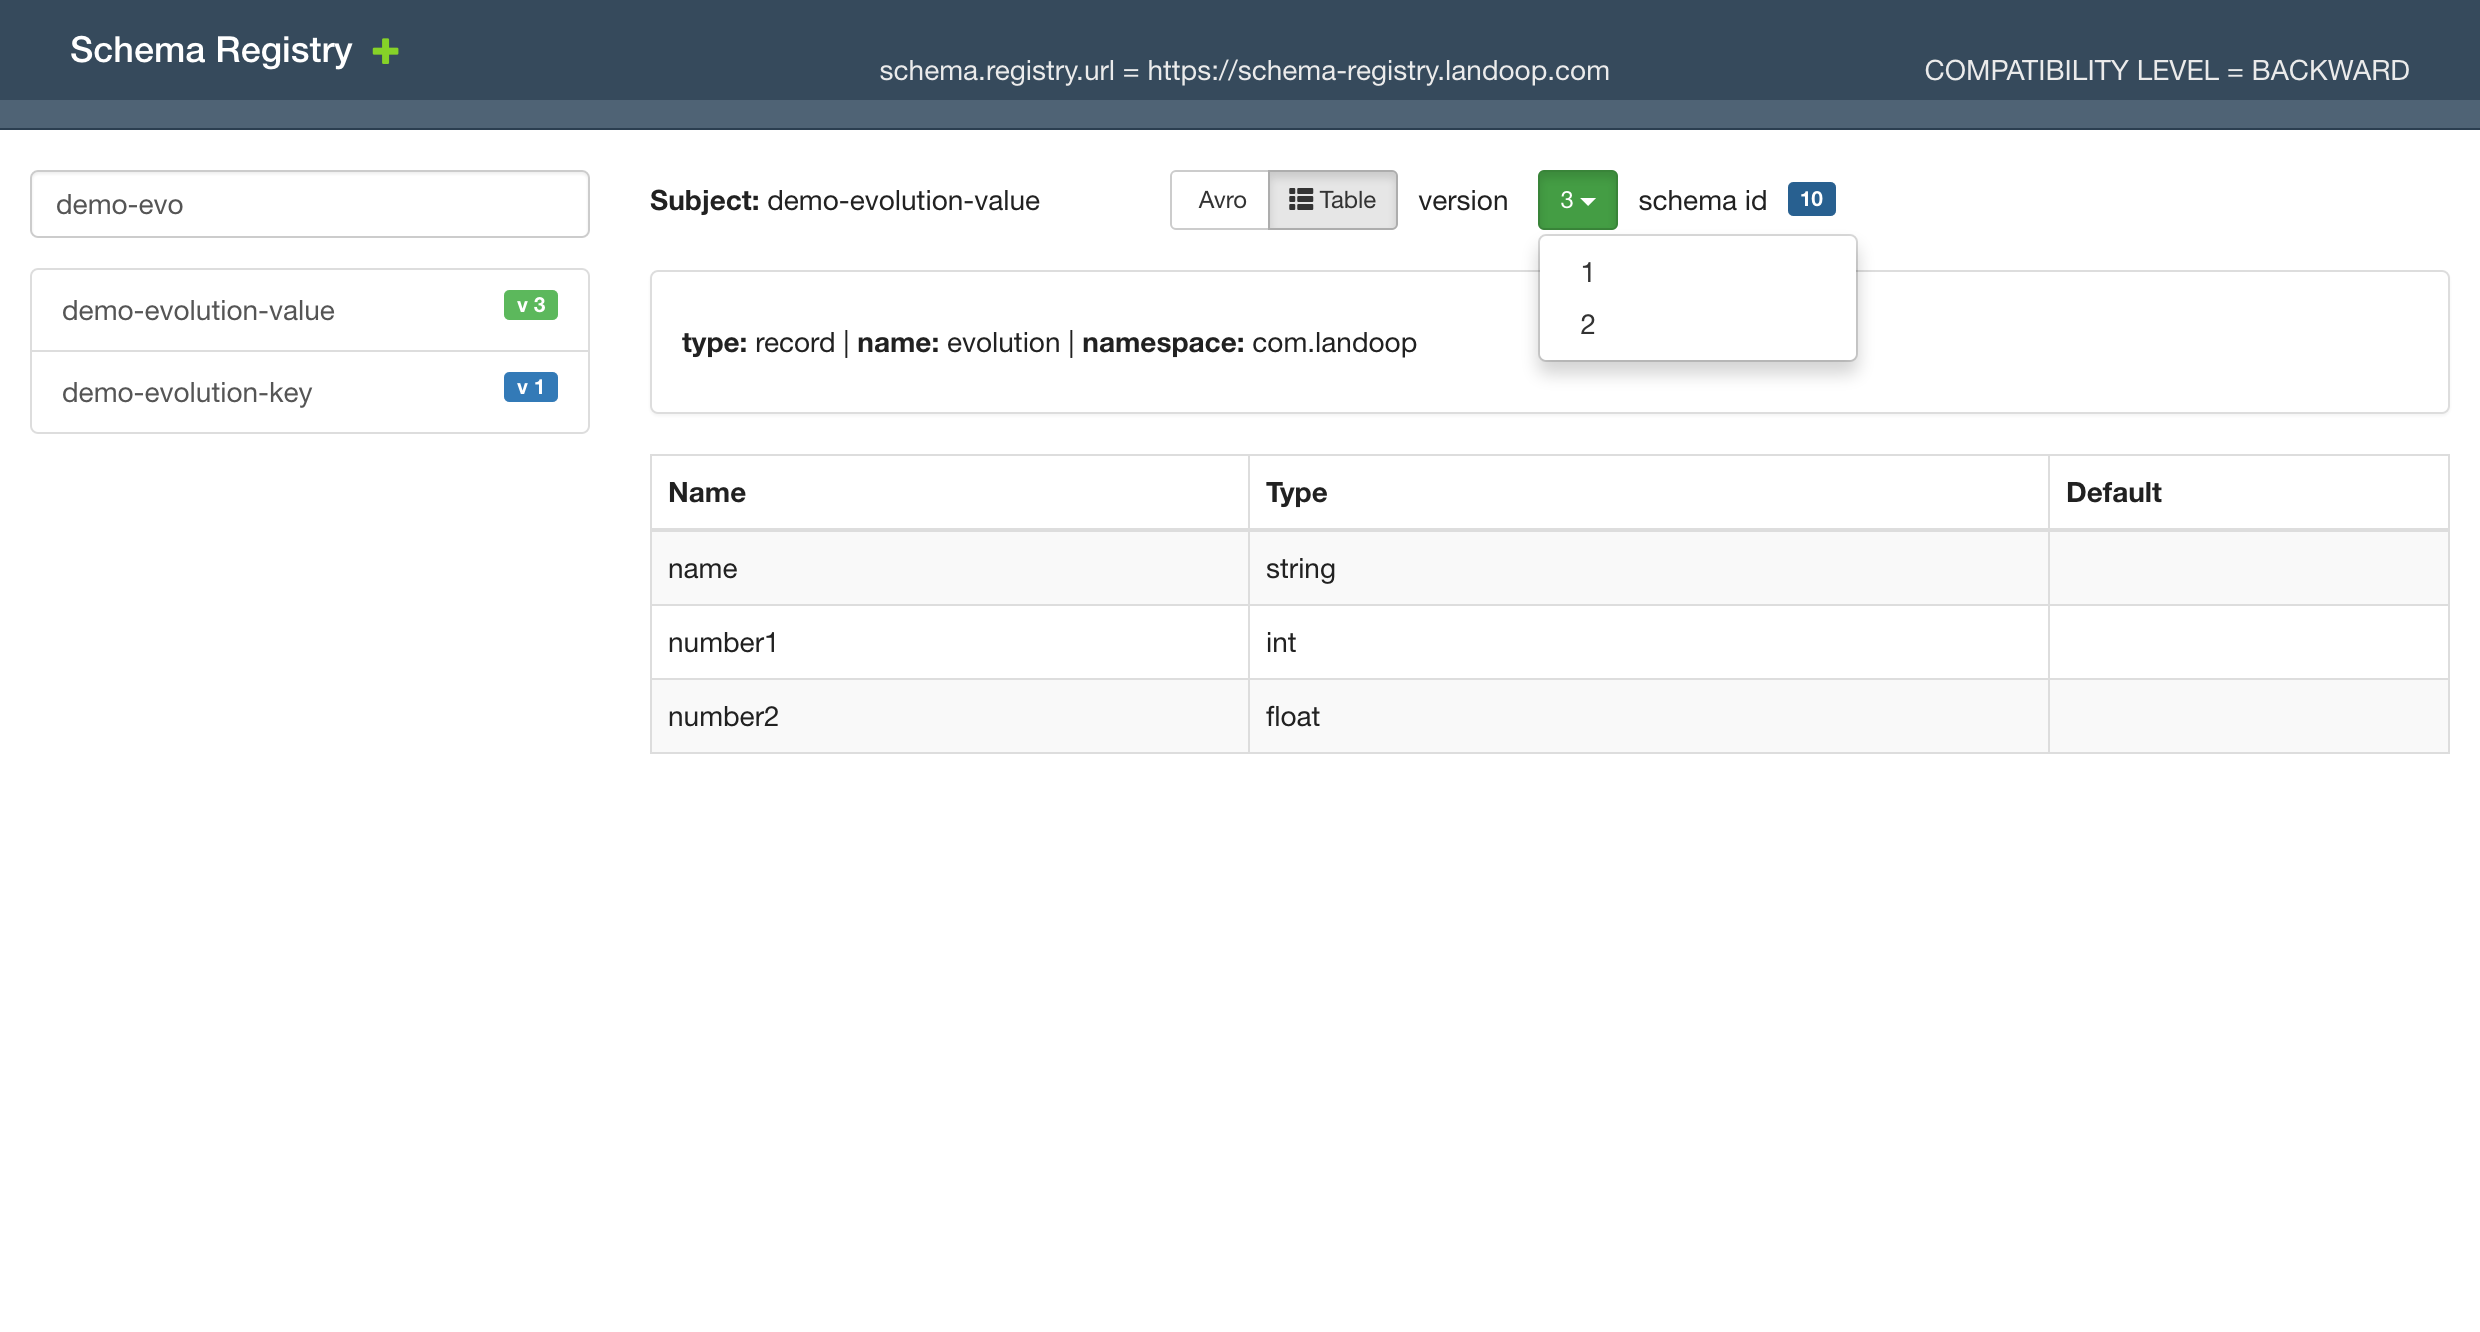 Schema Registry
schema.registry.url = https://schema-registry.landoop.com
COMPATIBILITY LEVEL = BACKWARD
demo-evo
demo-evolution-value v 3
demo-evolution-key v 1
Subject: demo-evolution-value Avro Table version 3 schema id 10
1
2
type: record | name: evolution | namespace: com.landoop
Name Type Default
name string
number1 int
number2 float